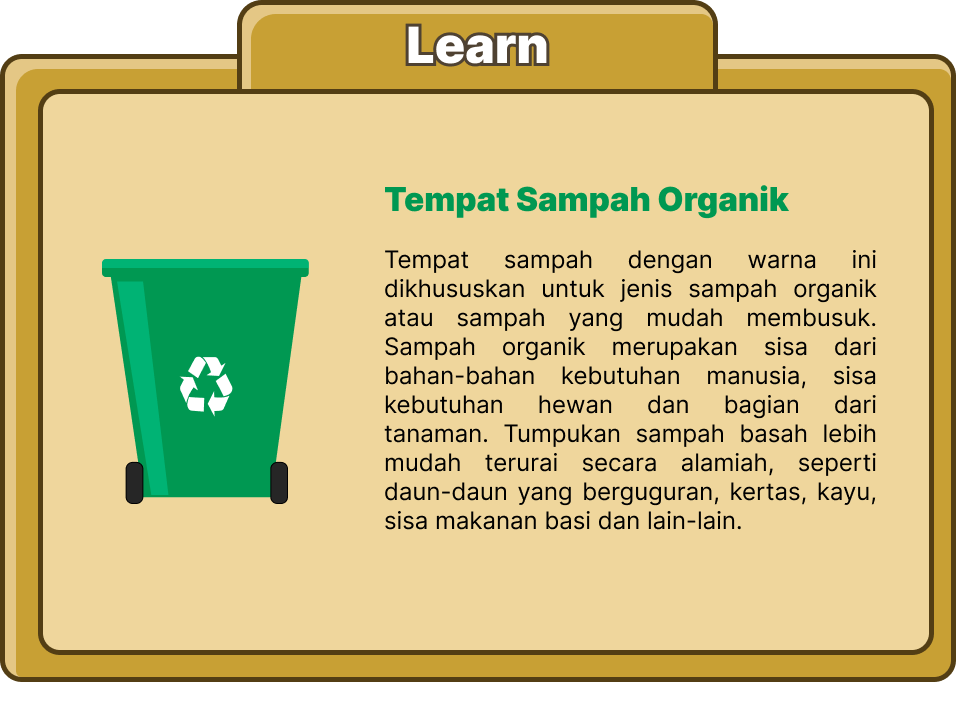 Learn
Tempat Sampah Organik
Tempat sampah dengan warna ini
dikhususkan untuk jenis sampah organik
atau sampah yang mudah membusuk.
Sampah organik merupakan sisa dari
bahan-bahan kebutuhan manusia, sisa
kebutuhan hewan dan bagian dari
tanaman. Tumpukan sampah basah lebih
mudah terurai secara alamiah, seperti
daun-daun yang berguguran, kertas, kayu,
sisa makanan basi dan lain-lain.